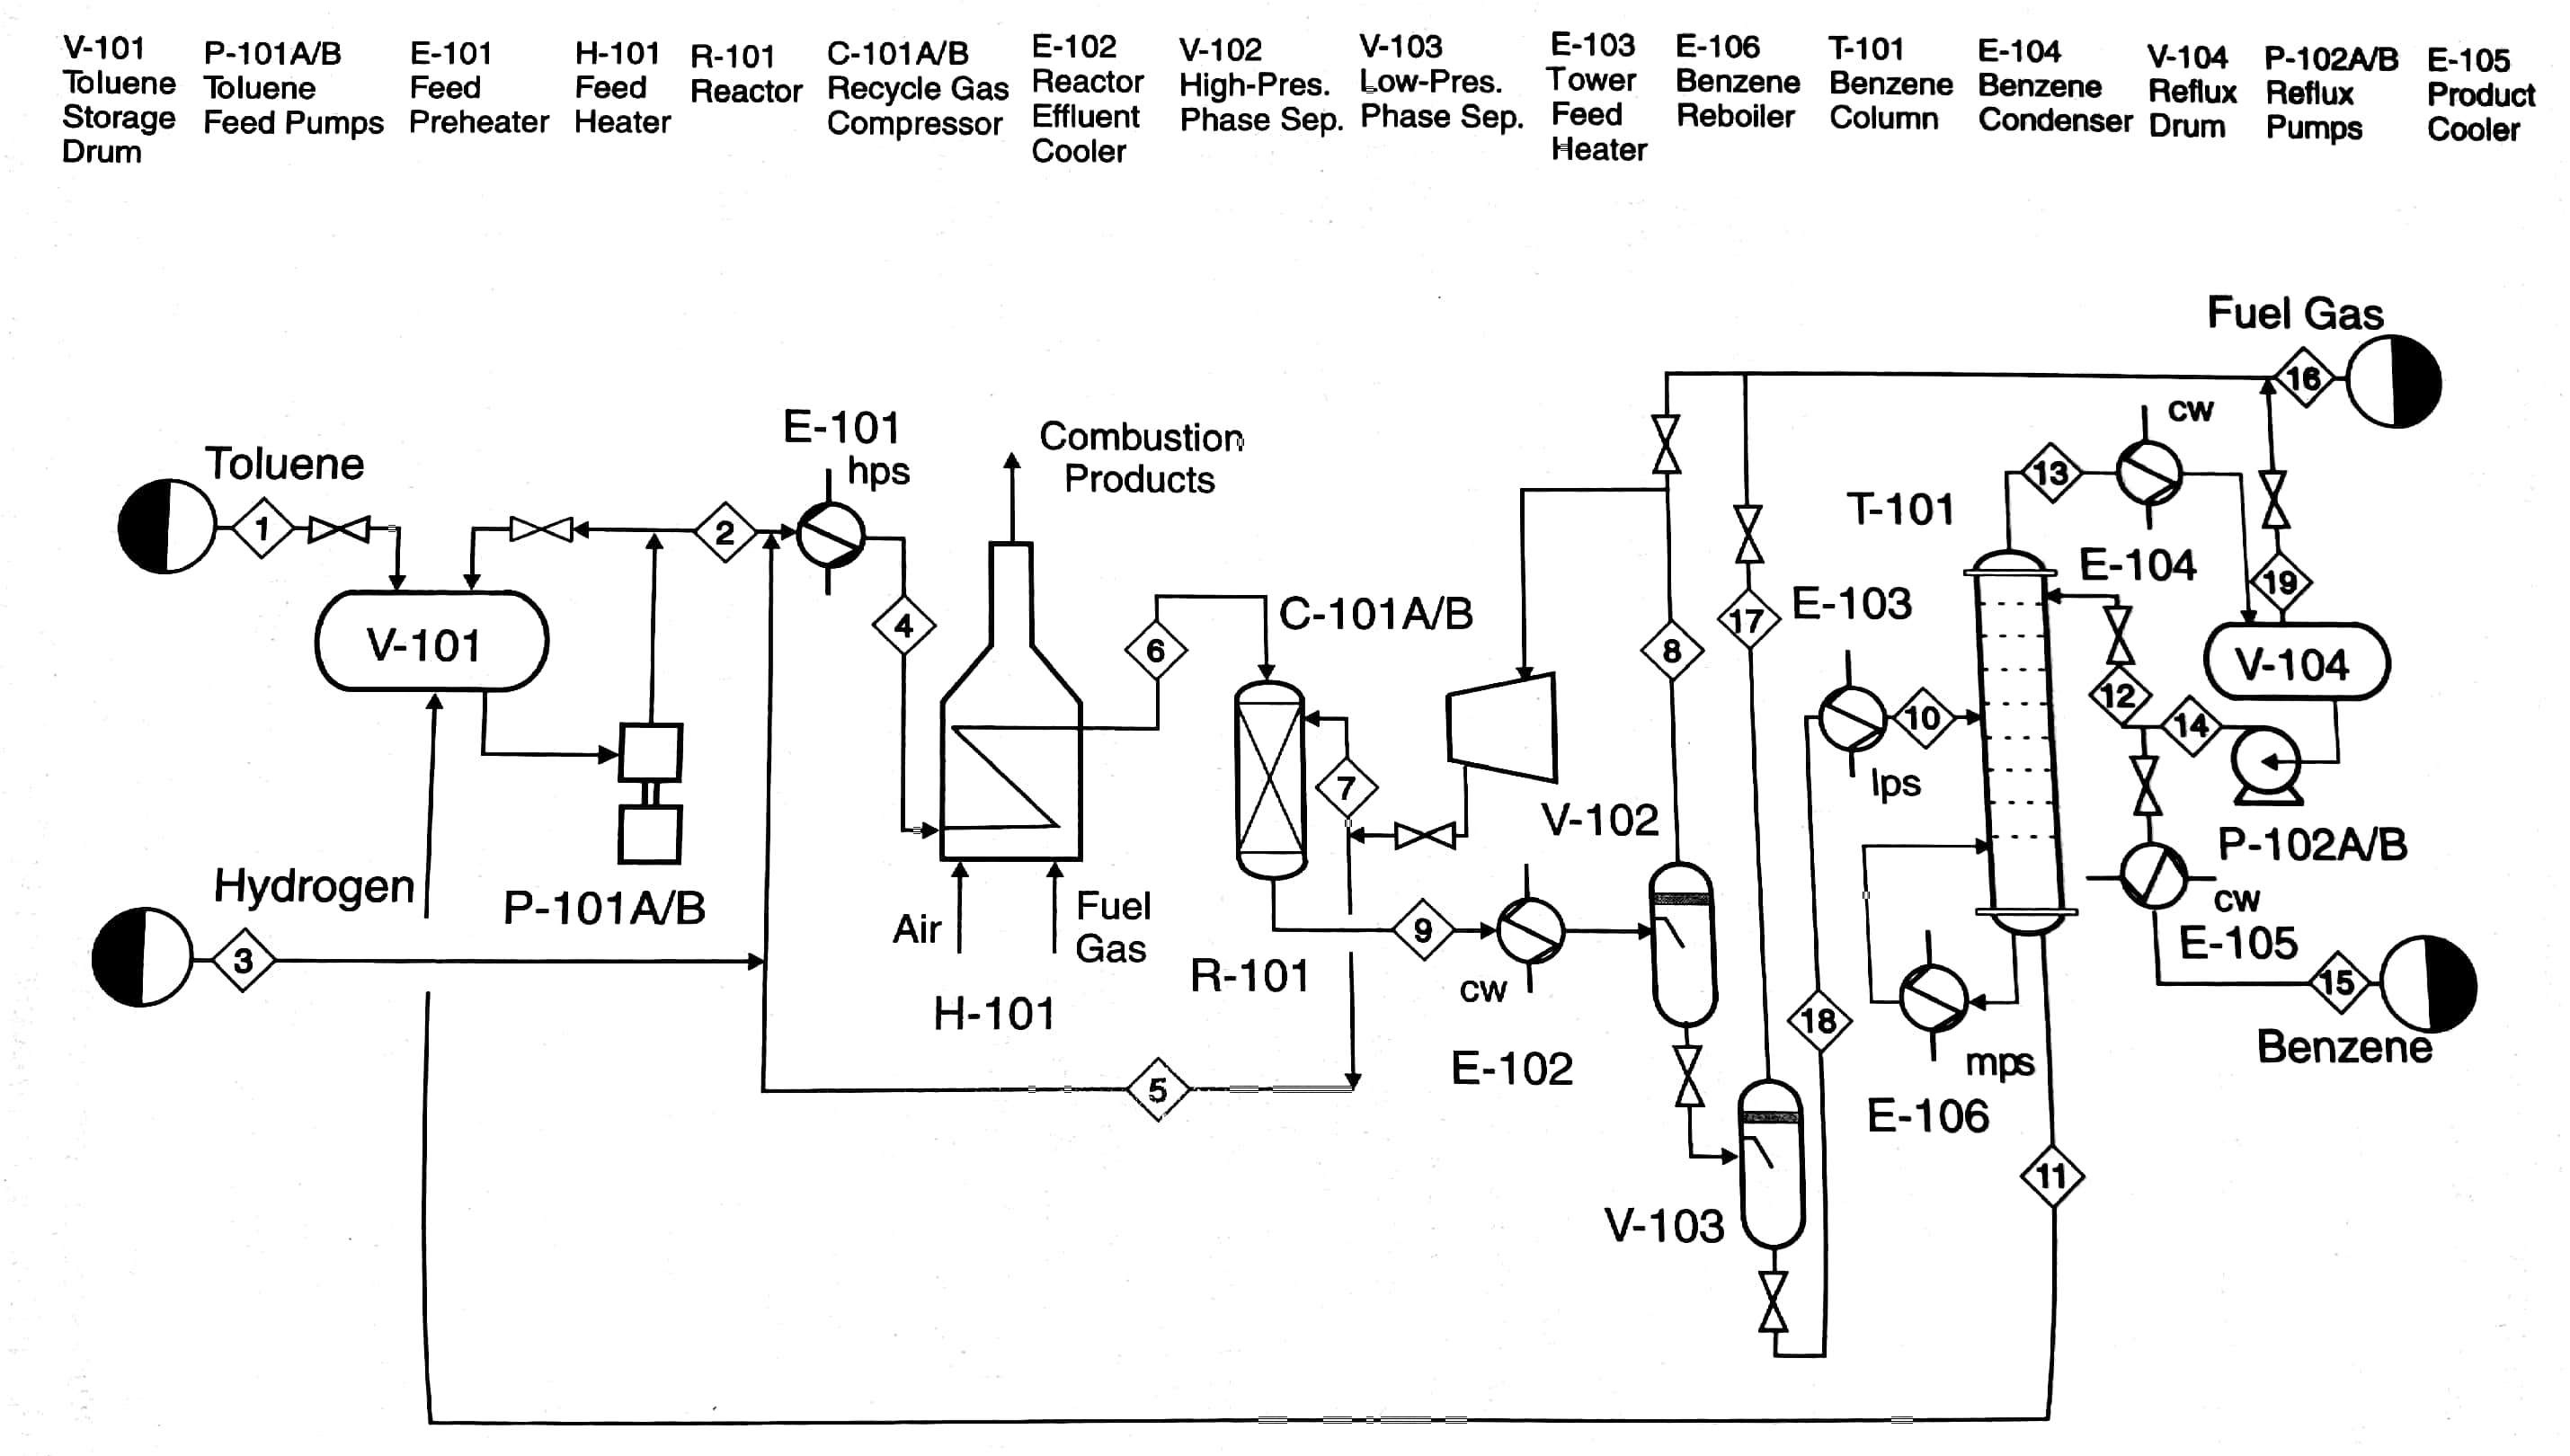 V-101
Toluene
Storage
Drum
P-101A/B
Toluene
Feed Pumps
E-101
Feed
Preheater
H-101
Feed
Heater
R-101
Reactor
C-101A/B
Recycle Gas
Compressor
E-102
Reactor
Effluent
Cooler
V-102
High-Pres.
Phase Sep.
V-103
Low-Pres.
Phase Sep.
E-103
Tower
Feed
Heater
E-106
Benzene
Reboiler
T-101
Benzene
Column
E-104
Benzene
Condenser
V-104
Reflux
Drum
P-102A/B
Reflux
Pumps
E-105
Product
Cooler
Fuel Gas
16
cw
E-101
hps
Combustion
Products
Toluene
1
2
13
T-101
E-104
19
4
6
C-101A/B
8
17
E-103
V-101
V-104
12
10
14
lps
7
V-102
P-102A/B
Hydrogen
P-101A/B
Air
Fuel
Gas
9
cw
E-105
3
R-101
cw
15
H-101
18
Benzene
E-102
mps
5
E-106
11
V-103